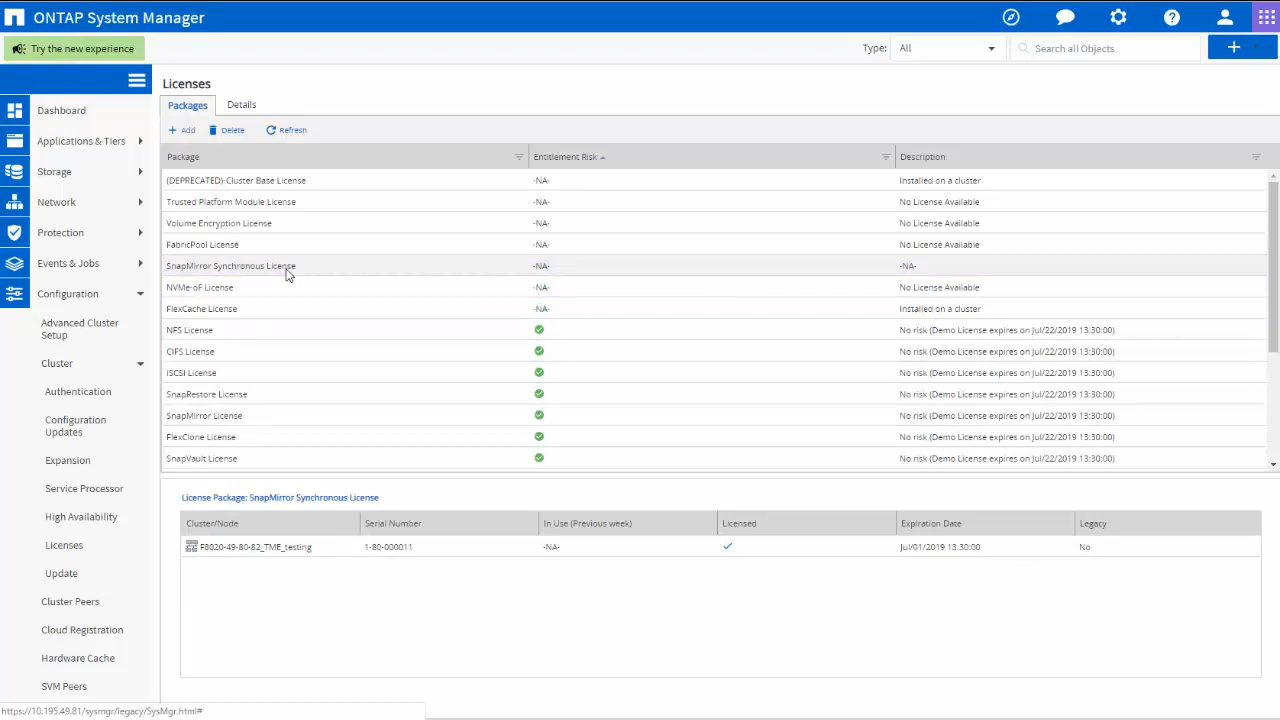 ONTAP System Manager
Try the new experience
Type: All Search all Objects
Dashboard
Applications & Tiers
Storage
Network
Protection
Events & Jobs
Configuration
Advanced Cluster
Setup
Cluster
Authentication
Configuration
Updates
Expansion
Service Processor
High Availability
Licenses
Update
Cluster Peers
Cloud Registration
Hardware Cache
SVM Peers
Licenses
Packages Details
Add Delete Refresh
Package Entitlement Risk Description
(DEPRECATED)-Cluster Base License -NA- Installed on a cluster
Trusted Platform Module License -NA- No License Available
Volume Encryption License -NA- No License Available
FabricPool License -NA- No License Available
SnapMirror Synchronous License -NA- -NA-
NVMe-oF License -NA- No License Available
FlexCache License -NA- Installed on a cluster
NFS License No risk (Demo License expires on Jul/22/2019 13:30:00)
CIFS License No risk (Demo License expires on Jul/22/2019 13:30:00)
iSCSI License No risk (Demo License expires on Jul/22/2019 13:30:00)
SnapRestore License No risk (Demo License expires on Jul/22/2019 13:30:00)
SnapMirror License No risk (Demo License expires on Jul/22/2019 13:30:00)
FlexClone License No risk (Demo License expires on Jul/22/2019 13:30:00)
SnapVault License No risk (Demo License expires on Jul/22/2019 13:30:00)
License Package: SnapMirror Synchronous License
Cluster/Node Serial Number In Use (Previous week) Licensed Expiration Date Legacy
F8020-49-80-82_TME_testing 1-80-000011 -NA- Jul/01/2019 13:30:00 No
https://10.195.49.81/sysmgr/legacy/SysMgr.html#